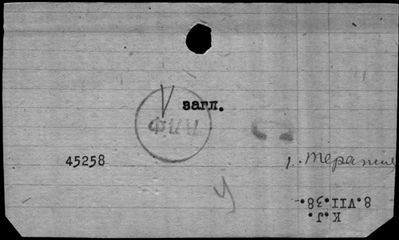 V загл.
45258
1. Терапия
K.J.
8.VII.38.